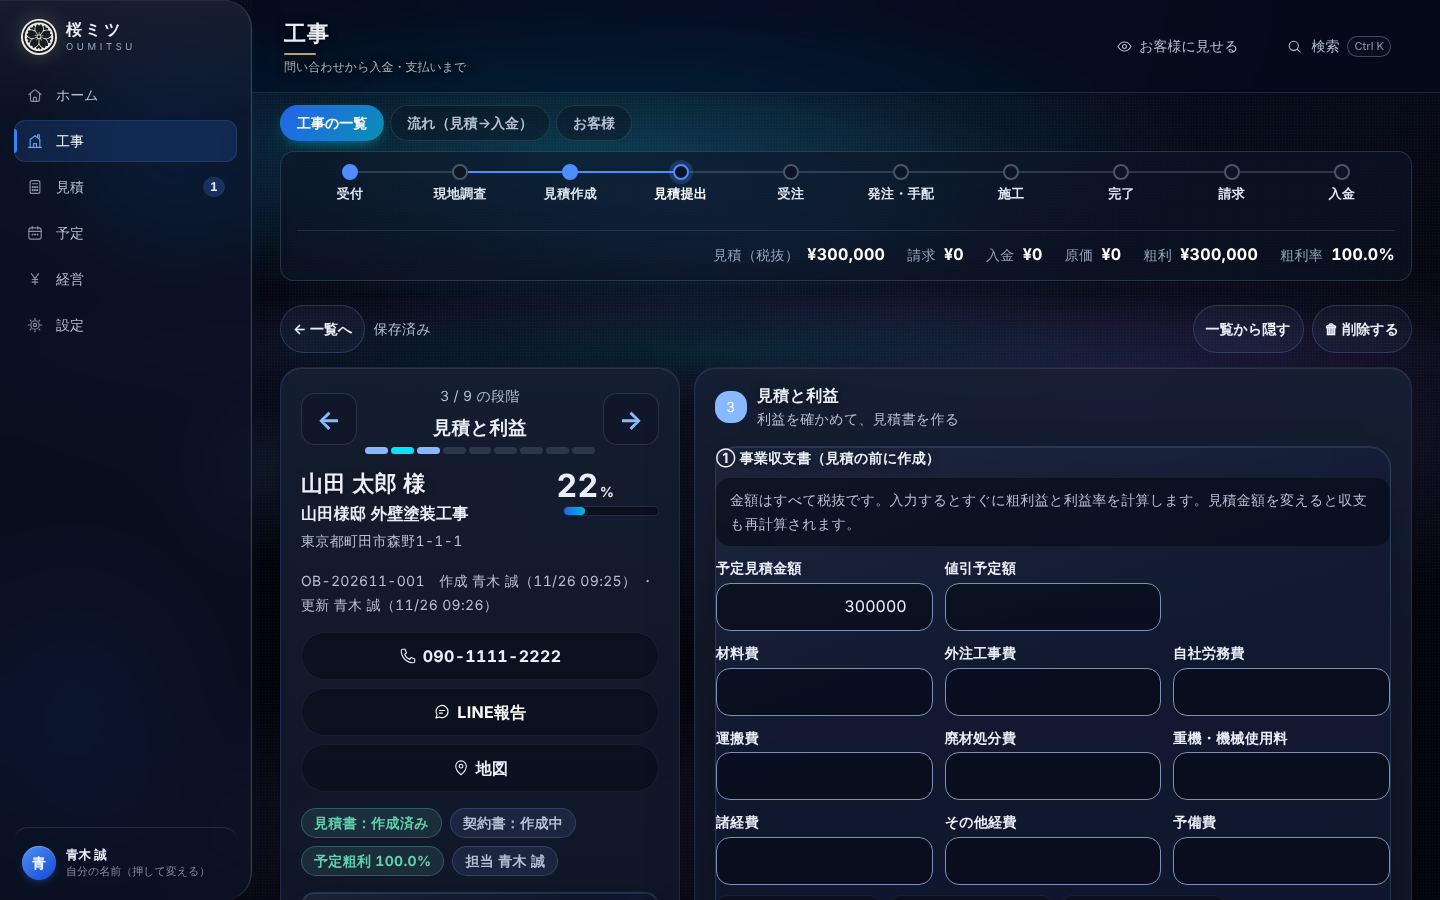 桜ミツ
OUMITSU
ホーム
工事
見積 1
予定
経営
設定
青 青木 誠
自分の名前（押して変える）
工事
問い合わせから入金・支払いまで
お客様に見せる
検索 Ctrl K
工事の一覧 流れ（見積→入金） お客様
受付 現地調査 見積作成 見積提出 受注 発注・手配 施工 完了 請求 入金
見積（税抜） ¥300,000 請求 ¥0 入金 ¥0 原価 ¥0 粗利 ¥300,000 粗利率 100.0%
← 一覧へ 保存済み 一覧から隠す 削除する
← 3 / 9 の段階 →
見積と利益
山田 太郎 様 22%
山田様邸 外壁塗装工事
東京都町田市森野1-1-1
OB-202611-001 作成 青木 誠（11/26 09:25） ・
更新 青木 誠（11/26 09:26）
090-1111-2222
LINE報告
地図
見積書：作成済み 契約書：作成中
予定粗利 100.0% 担当 青木 誠
3 見積と利益
利益を確かめて、見積書を作る
① 事業収支書（見積の前に作成）
金額はすべて税抜です。入力するとすぐに粗利益と利益率を計算します。見積金額を変えると収支
も再計算されます。
予定見積金額 値引予定額
300000
材料費 外注工事費 自社労務費
運搬費 廃材処分費 重機・機械使用料
諸経費 その他経費 予備費